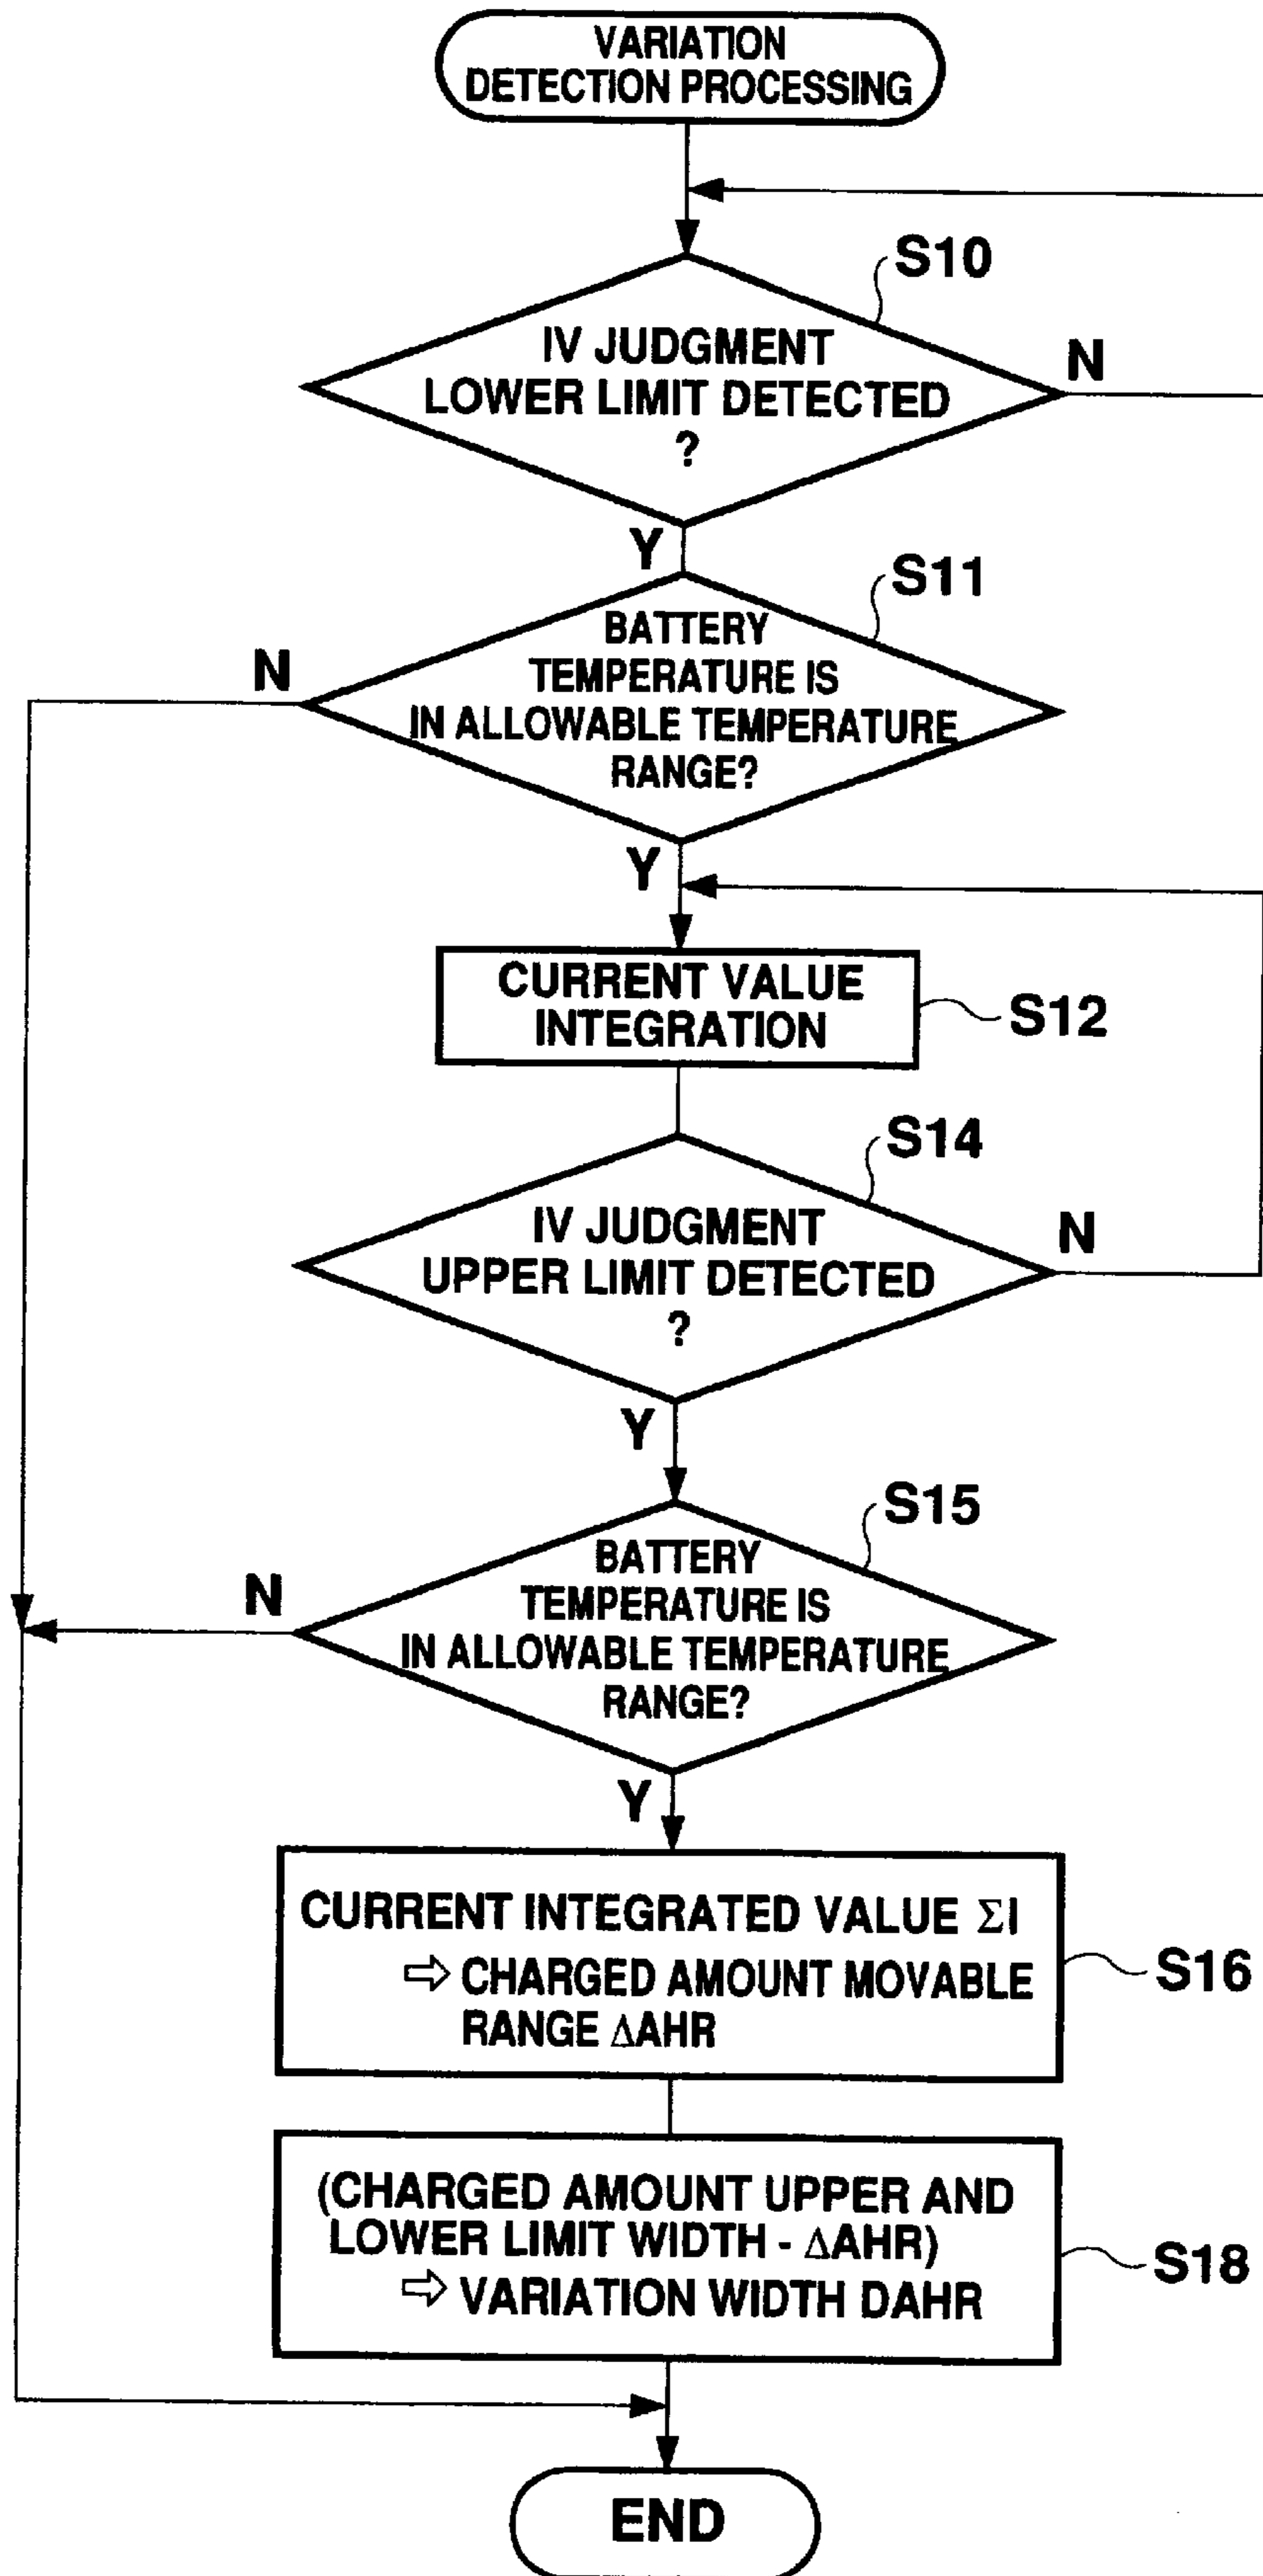 VARIATION
DETECTION PROCESSING
S10
IV JUDGMENT
LOWER LIMIT DETECTED
?
N
Y
S11
BATTERY
TEMPERATURE IS
IN ALLOWABLE TEMPERATURE
RANGE?
N
Y
CURRENT VALUE
INTEGRATION
S12
S14
IV JUDGMENT
UPPER LIMIT DETECTED
?
N
Y
S15
BATTERY
TEMPERATURE IS
IN ALLOWABLE TEMPERATURE
RANGE?
N
Y
CURRENT INTEGRATED VALUE ΣI
⇨ CHARGED AMOUNT MOVABLE
RANGE ΔAHR
S16
(CHARGED AMOUNT UPPER AND
LOWER LIMIT WIDTH - ΔAHR)
⇨ VARIATION WIDTH DAHR
S18
END